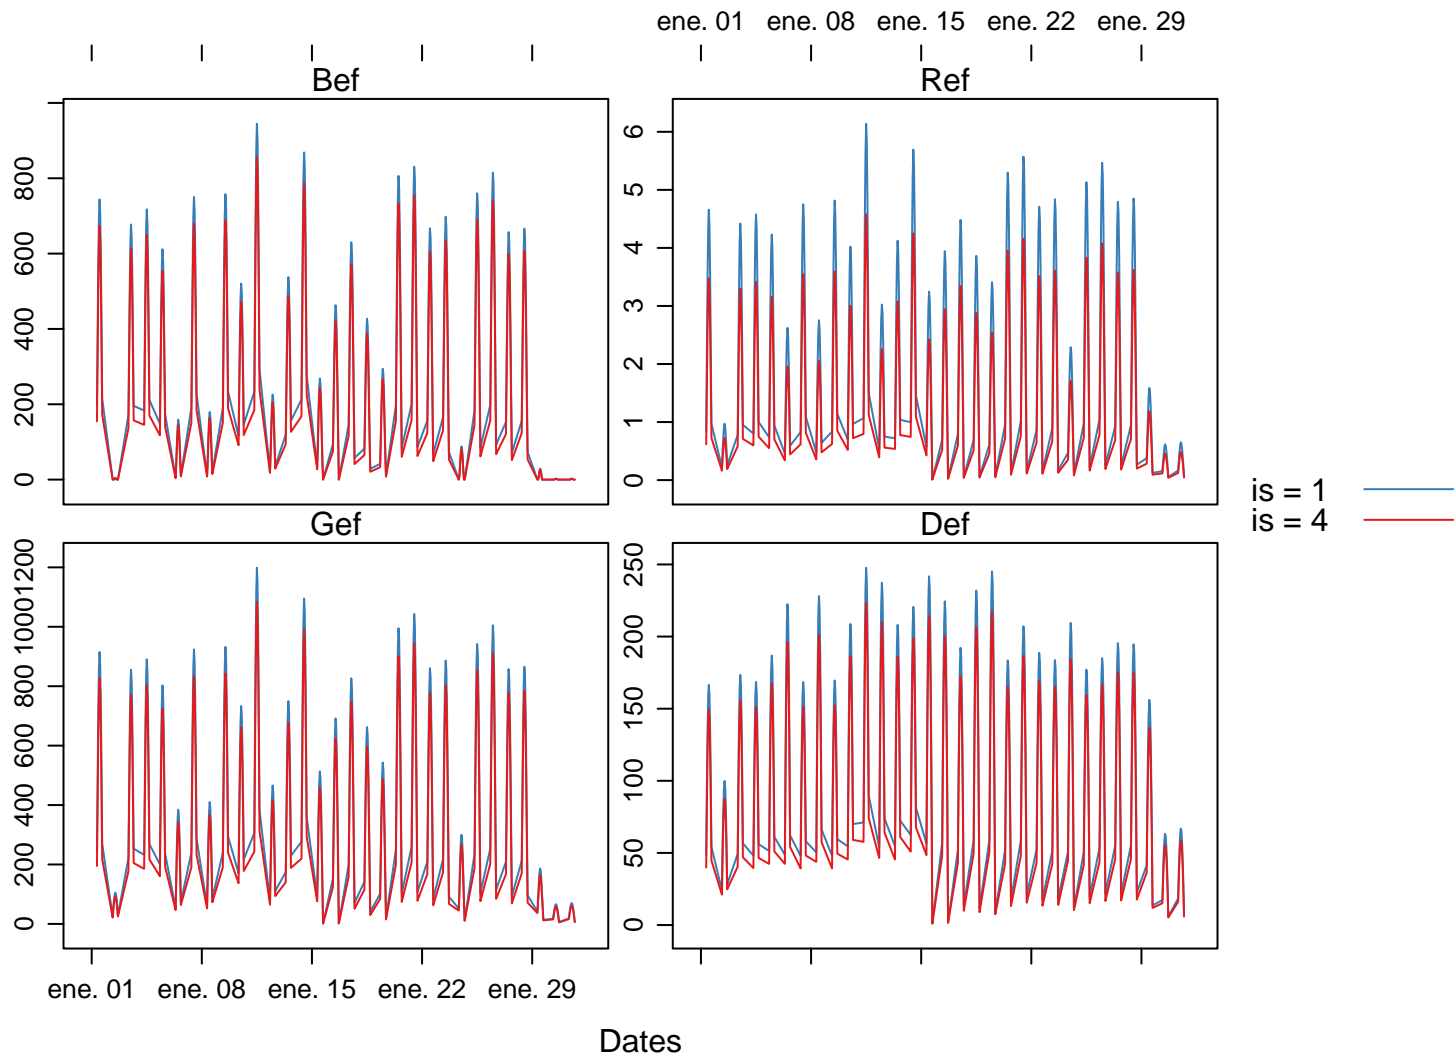 ene. 01 ene. 08 ene. 15 ene. 22 ene. 29
Bef
Ref
0 200 400 600 800
0 1 2 3 4 5 6
is = 1
is = 4
Gef
Def
0 200 400 600 800 1000 1200
0 50 100 150 200 250
ene. 01 ene. 08 ene. 15 ene. 22 ene. 29
Dates